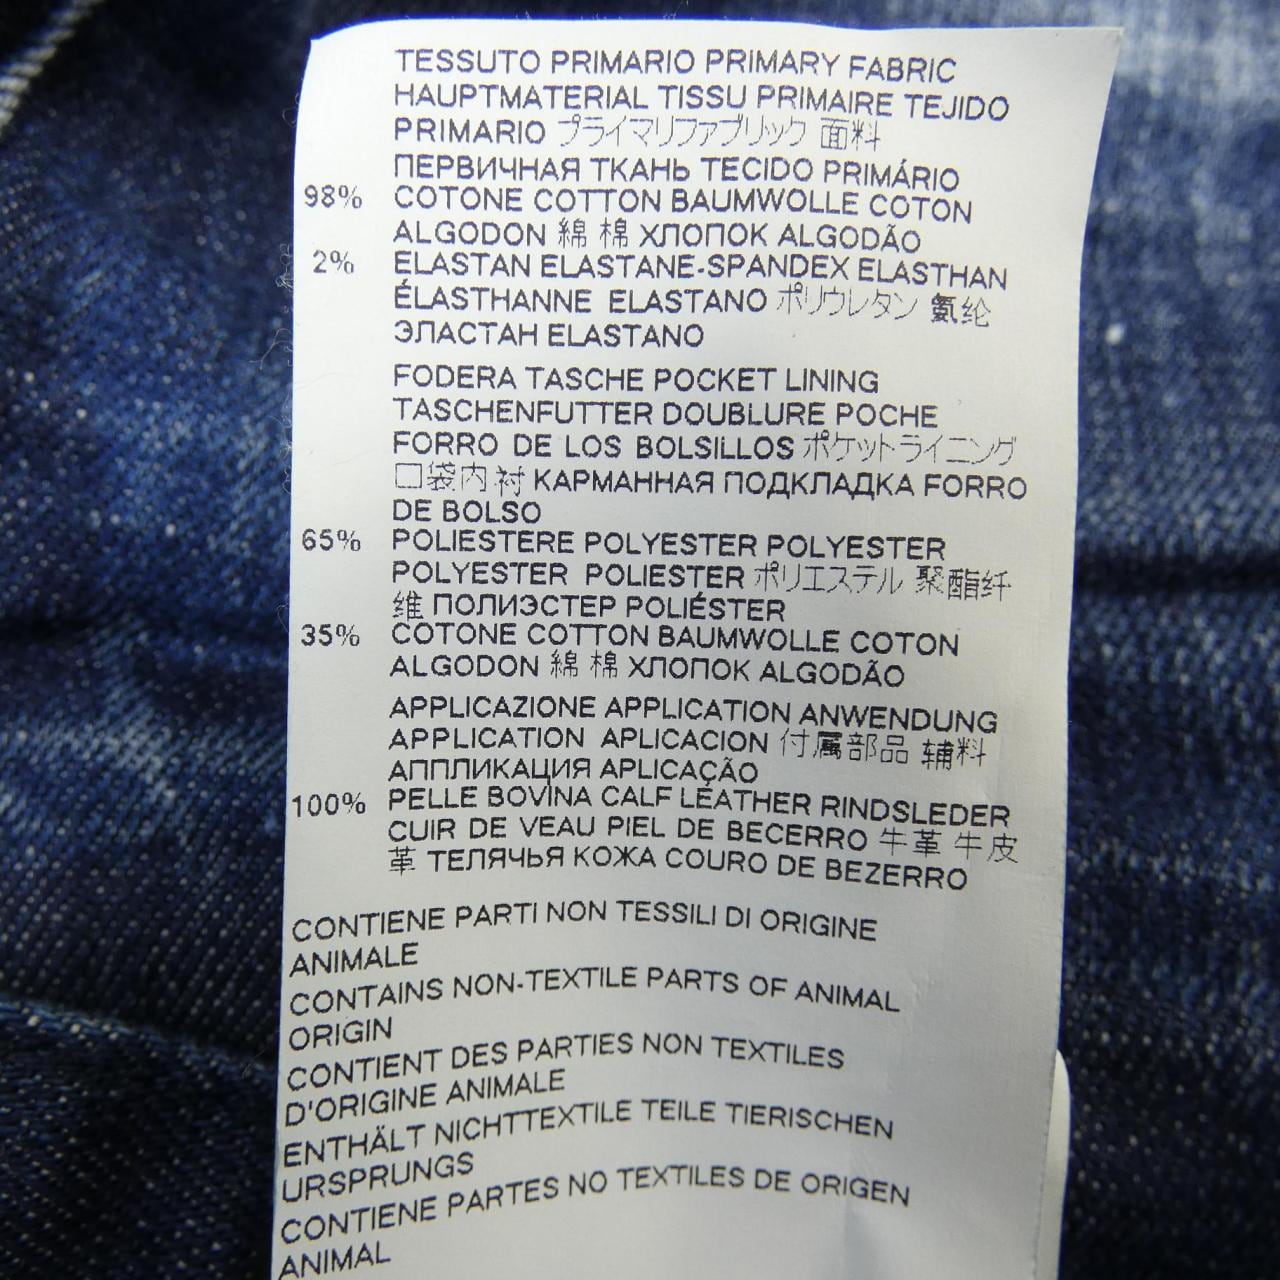 TESSUTO PRIMARIO PRIMARY FABRIC
HAUPTMATERIAL TISSU PRIMAIRE TEJIDO
PRIMARIO プライマリファブリック 面料
ПЕРВИЧНАЯ ТКАНЬ TECIDO PRIMÁRIO
98% COTONE COTTON BAUMWOLLE COTON
ALGODON 綿 棉 ХЛОПОК ALGODÃO
2% ELASTAN ELASTANE-SPANDEX ELASTHAN
ÉLASTHANNE ELASTANO ポリウレタン 氨纶
ЭЛАСТАН ELASTANO
FODERA TASCHE POCKET LINING
TASCHENFUTTER DOUBLURE POCHE
FORRO DE LOS BOLSILLOS ポケットライニング
口袋内衬 КАРМАННАЯ ПОДКЛАДКА FORRO
DE BOLSO
65% POLIESTERE POLYESTER POLYESTER
POLYESTER POLIESTER ポリエステル 聚酯纤
维 ПОЛИЭСТЕР POLIÉSTER
35% COTONE COTTON BAUMWOLLE COTON
ALGODON 綿 棉 ХЛОПОК ALGODÃO
APPLICAZIONE APPLICATION ANWENDUNG
APPLICATION APLICACION 付属部品 辅料
АППЛИКАЦИЯ APLICAÇÃO
100% PELLE BOVINA CALF LEATHER RINDSLEDER
CUIR DE VEAU PIEL DE BECERRO 牛革 牛皮
革 ТЕЛЯЧЬЯ КОЖА COURO DE BEZERRO
CONTIENE PARTI NON TESSILI DI ORIGINE
ANIMALE
CONTAINS NON-TEXTILE PARTS OF ANIMAL
ORIGIN
CONTIENT DES PARTIES NON TEXTILES
D'ORIGINE ANIMALE
ENTHÄLT NICHTTEXTILE TEILE TIERISCHEN
URSPRUNGS
CONTIENE PARTES NO TEXTILES DE ORIGEN
ANIMAL